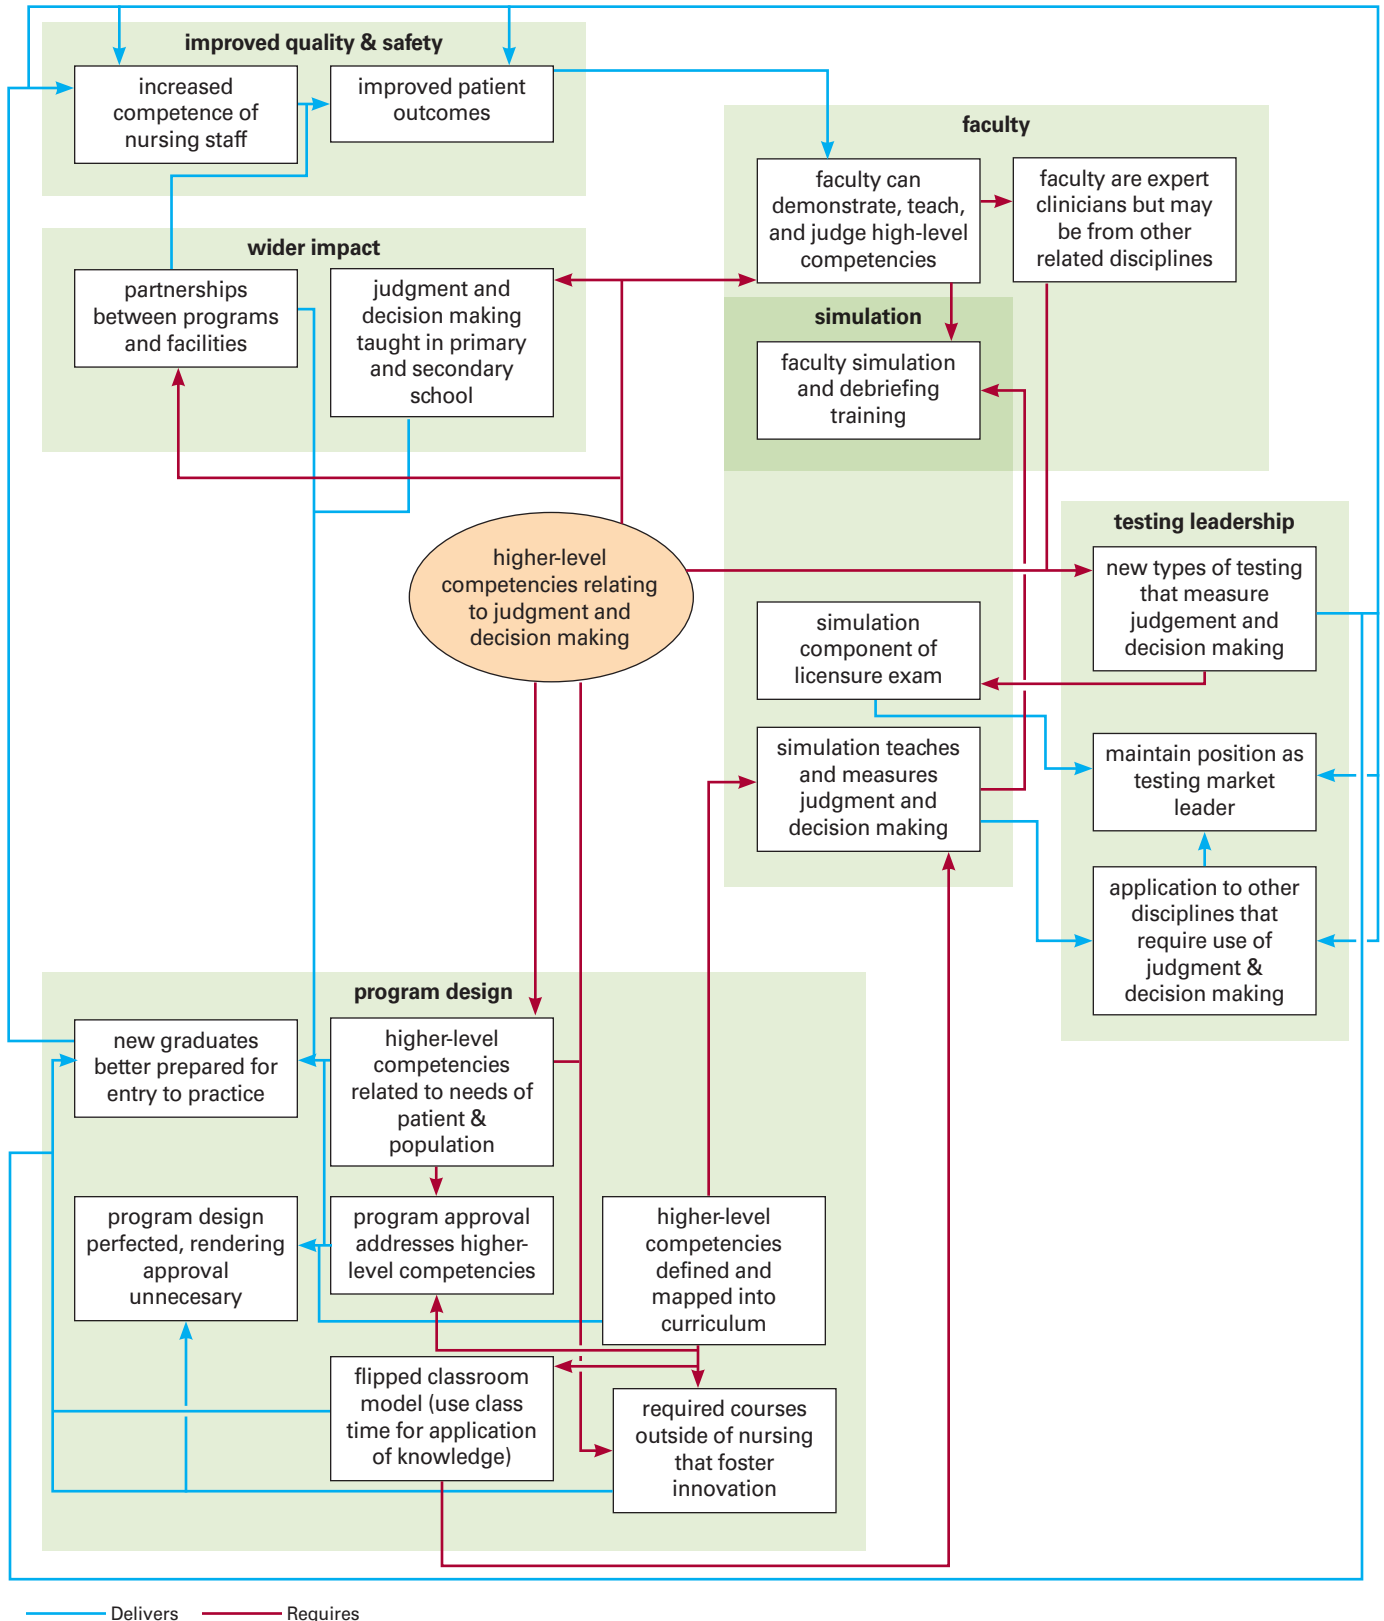 improved quality & safety
increased
competence of
nursing staff
improved patient
outcomes
faculty
faculty can
demonstrate, teach,
and judge high-level
competencies
faculty are expert
clinicians but may
be from other
related disciplines
wider impact
partnerships
between programs
and facilities
judgment and
decision making
taught in primary
and secondary
school
simulation
faculty simulation
and debriefing
training
higher-level
competencies relating
to judgment and
decision making
testing leadership
new types of testing
that measure
judgement and
decision making
simulation
component of
licensure exam
simulation teaches
and measures
judgment and
decision making
maintain position as
testing market
leader
application to other
disciplines that
require use of
judgment &
decision making
program design
new graduates
better prepared for
entry to practice
higher-level
competencies
related to needs of
patient &
population
program design
perfected, rendering
approval
unnecesary
program approval
addresses higher-
level competencies
higher-level
competencies
defined and
mapped into
curriculum
flipped classroom
model (use class
time for application
of knowledge)
required courses
outside of nursing
that foster
innovation
Delivers
Requires